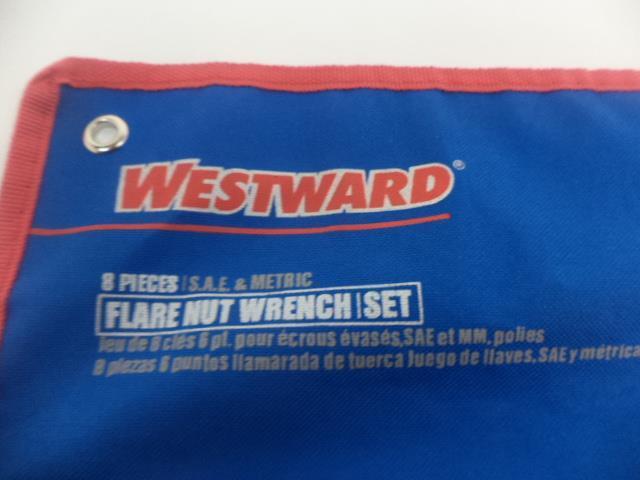 WESTWARD®
8 PIECES | S.A.E. & METRIC
FLARE NUT WRENCH | SET
Jeu de 8 clés 6 pt. pour écrous évasés, SAE et MM, polies
8 piezas 6 puntos llamarada de tuerca Juego de llaves, SAE y métrica